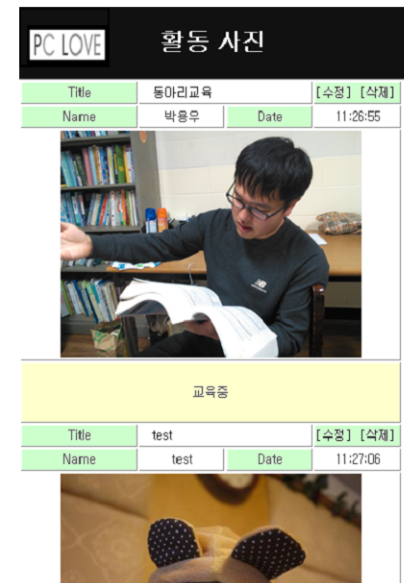 PC LOVE
활동 사진
Title 동아리교육 [수정] [삭제]
Name 박용우 Date 11:26:55
교육중
Title test [수정] [삭제]
Name test Date 11:27:06